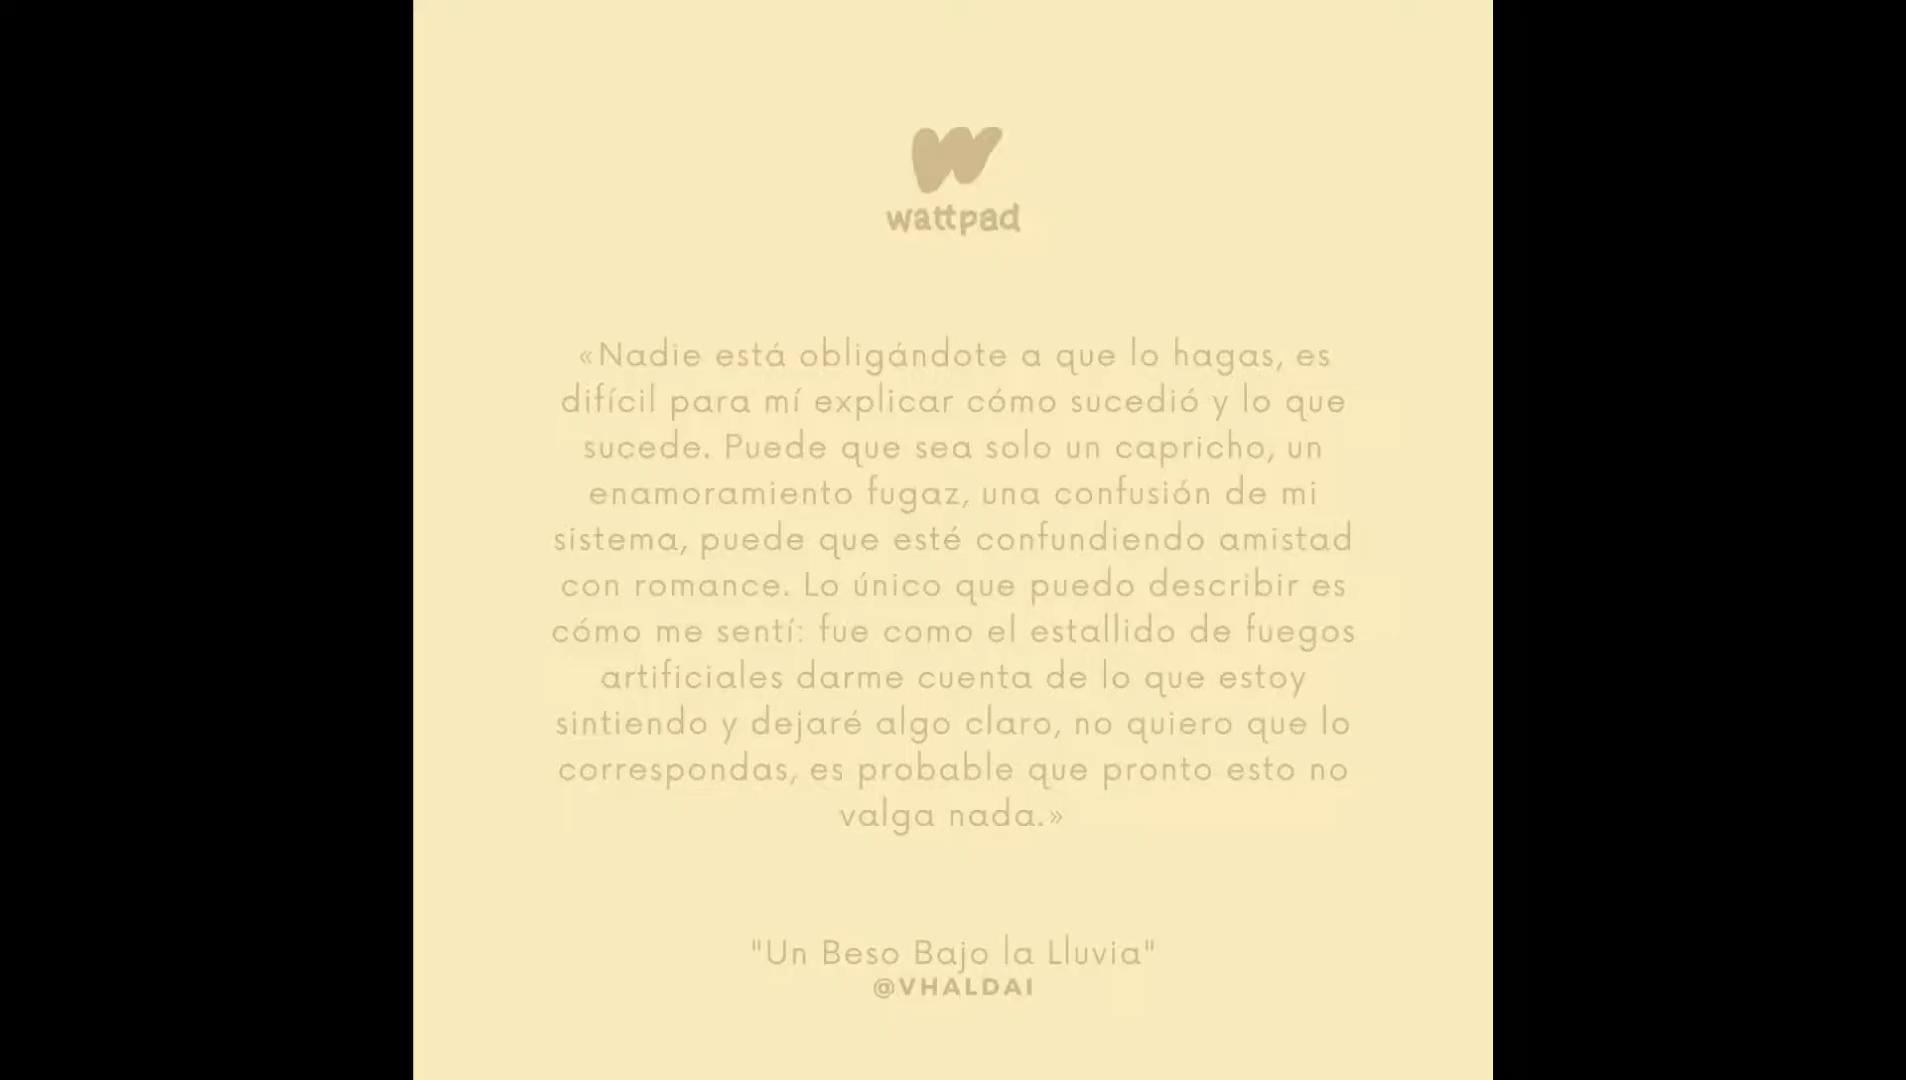 wattpad
«Nadie está obligándote a que lo hagas, es
difícil para mí explicar cómo sucedió y lo que
sucede. Puede que sea solo un capricho, un
enamoramiento fugaz, una confusión de mi
sistema, puede que esté confundiendo amistad
con romance. Lo único que puedo describir es
cómo me sentí: fue como el estallido de fuegos
artificiales darme cuenta de lo que estoy
sintiendo y dejaré algo claro, no quiero que lo
correspondas, es probable que pronto esto no
valga nada.»
"Un Beso Bajo la Lluvia"
@VHALDAI